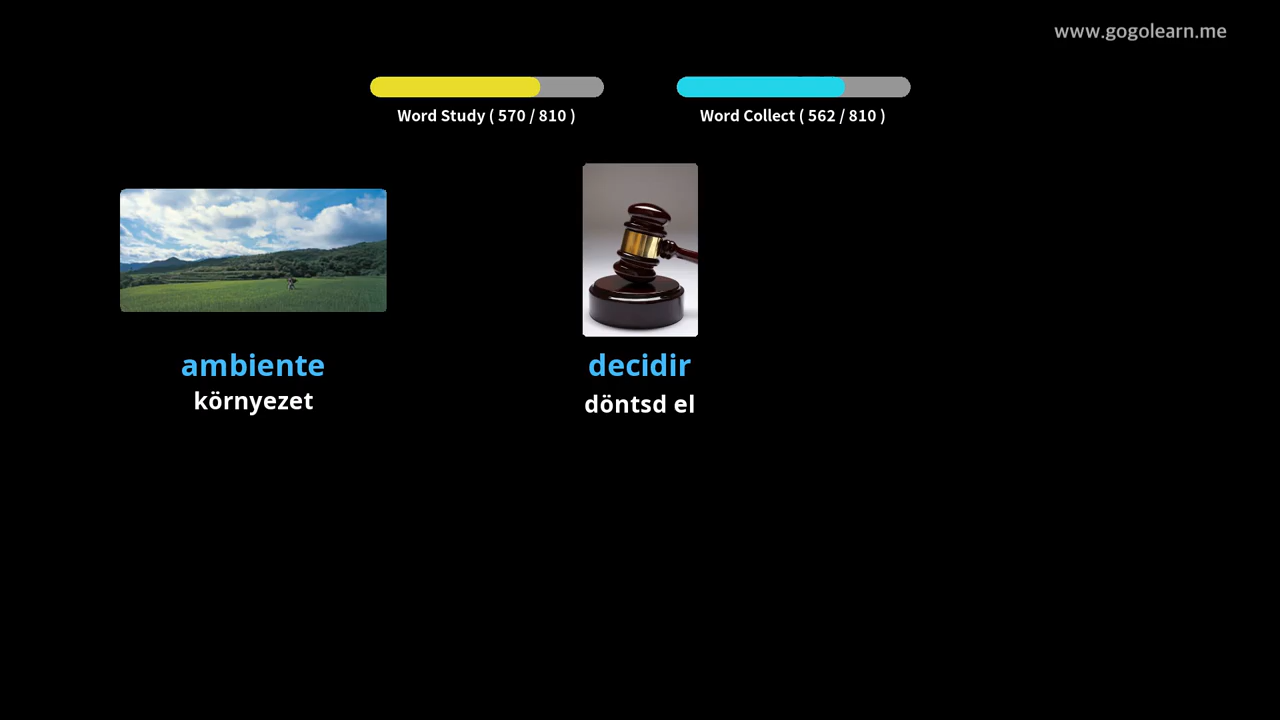 www.gogolearn.me
Word Study ( 570 / 810 )
Word Collect ( 562 / 810 )
ambiente
környezet
decidir
döntsd el